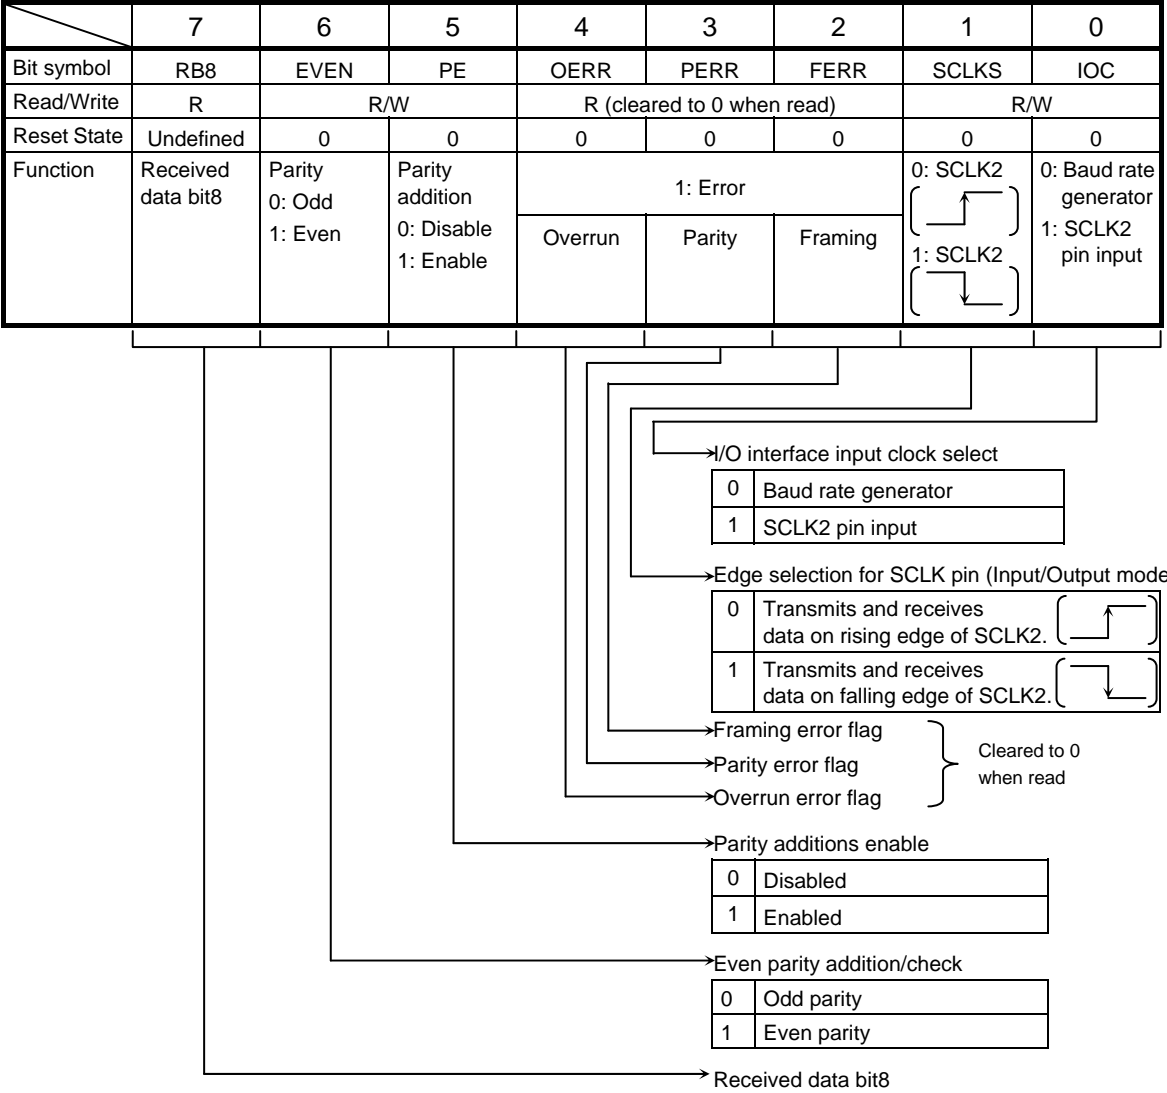 7 6 5 4 3 2 1 0
Bit symbol RB8 EVEN PE OERR PERR FERR SCLKS IOC
Read/Write R R/W R (cleared to 0 when read) R/W
Reset State Undefined 0 0 0 0 0 0 0
Function
Received
data bit8
Parity
0: Odd
1: Even
Parity
addition
0: Disable
1: Enable
1: Error
Overrun Parity Framing
0: SCLK2
1: SCLK2
0: Baud rate
generator
1: SCLK2
pin input
I/O interface input clock select
0 Baud rate generator
1 SCLK2 pin input
Edge selection for SCLK pin (Input/Output mode
0 Transmits and receives
data on rising edge of SCLK2.
1 Transmits and receives
data on falling edge of SCLK2.
Framing error flag
Parity error flag
Overrun error flag
Cleared to 0
when read
Parity additions enable
0 Disabled
1 Enabled
Even parity addition/check
0 Odd parity
1 Even parity
Received data bit8